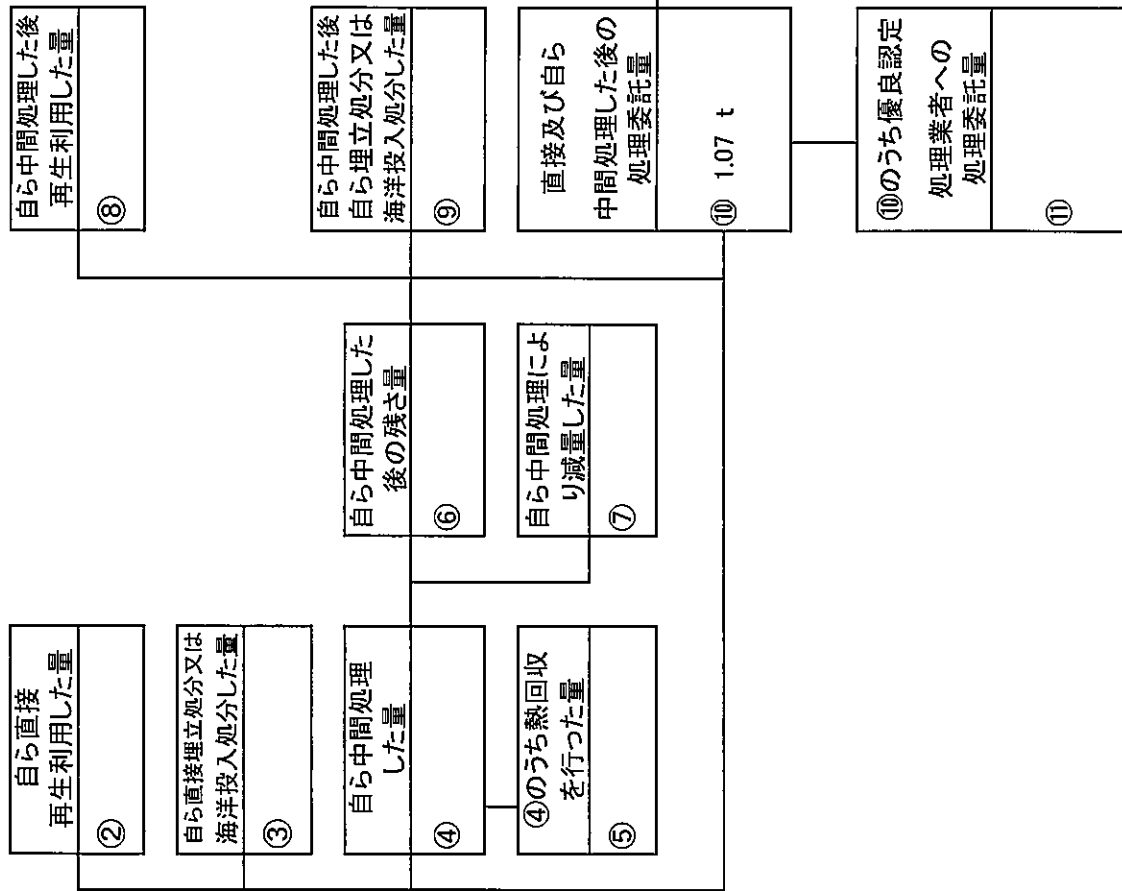 自ら直接
再生利用した量
②
自ら直接埋立処分又は
海洋投入処分した量
③
自ら中間処理
した量
④
④のうち熱回収
を行った量
⑤
自ら中間処理した
後の残さ量
⑥
自ら中間処理によ
り減量した量
⑦
自ら中間処理した後
再生利用した量
⑧
自ら中間処理した後
自ら埋立処分又は
海洋投入処分した量
⑨
直接及び自ら
中間処理した後の
処理委託量
⑩ 1.07 t
⑩のうち優良認定
処理業者への
処理委託量
⑪